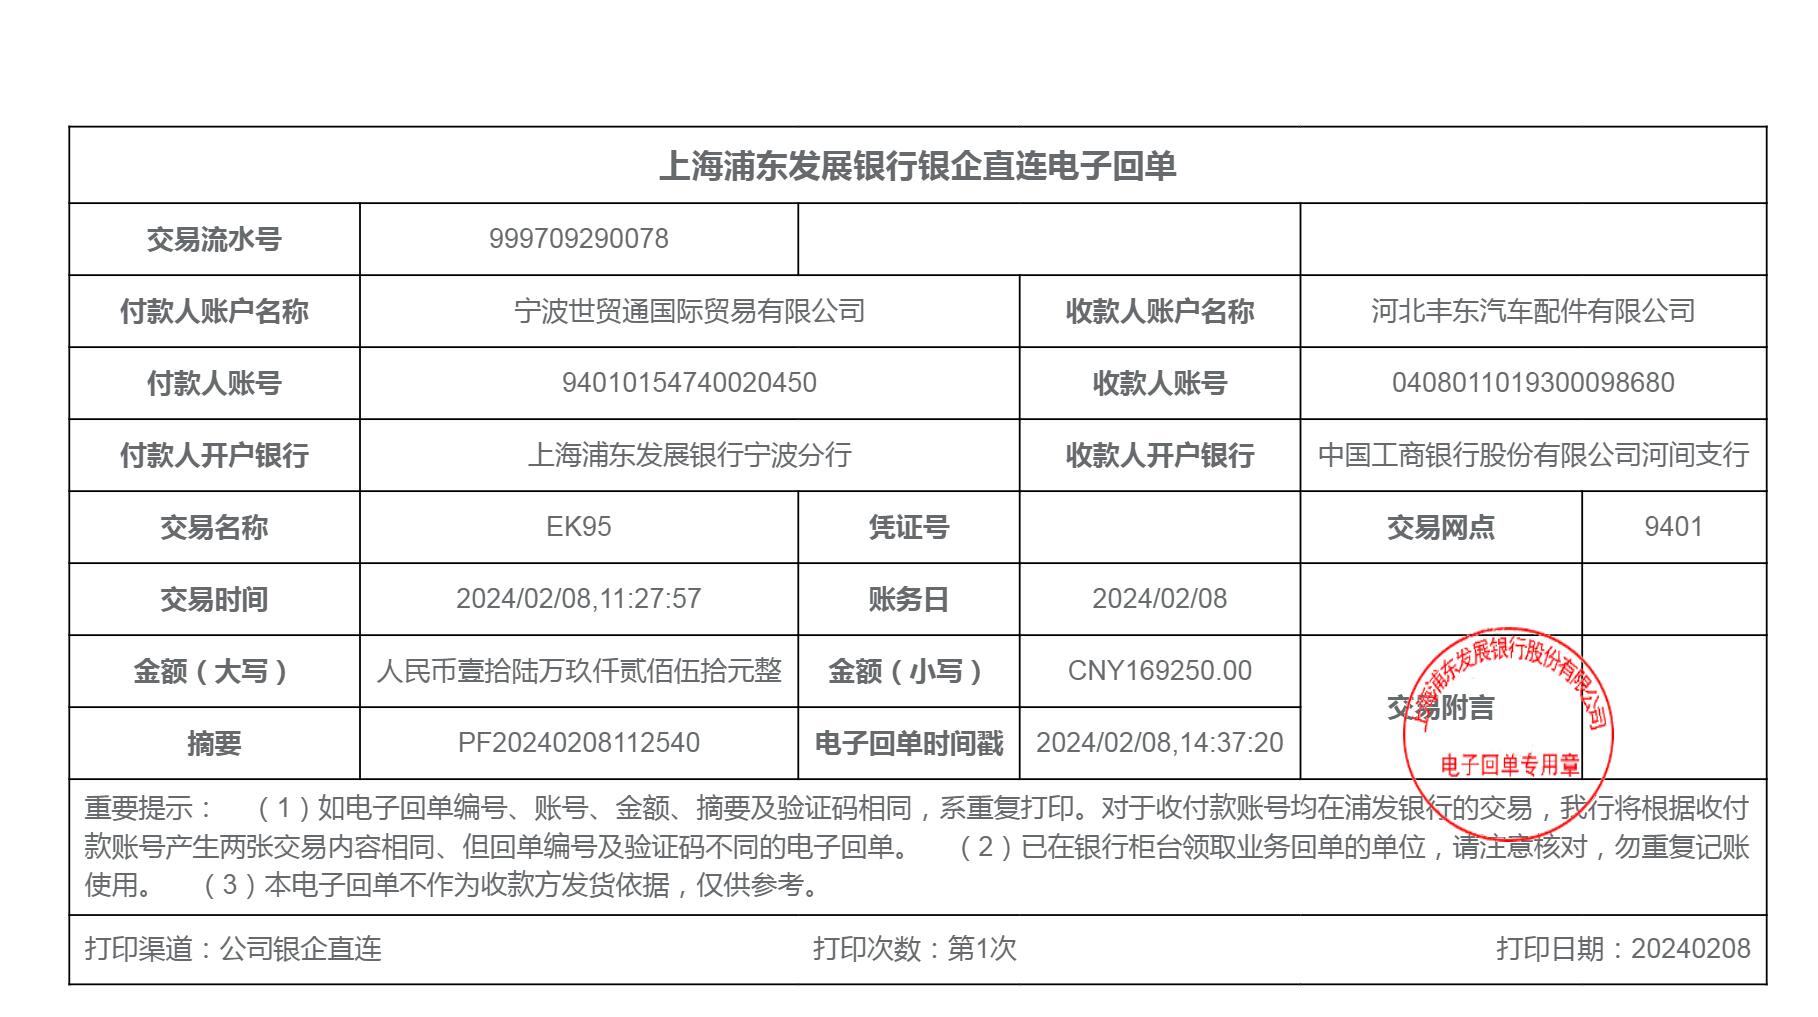 上海浦东发展银行银企直连电子回单
交易流水号 999709290078
付款人账户名称 宁波世贸通国际贸易有限公司 收款人账户名称 河北丰东汽车配件有限公司
付款人账号 94010154740020450 收款人账号 0408011019300098680
付款人开户银行 上海浦东发展银行宁波分行 收款人开户银行 中国工商银行股份有限公司河间支行
交易名称 EK95 凭证号 交易网点 9401
交易时间 2024/02/08,11:27:57 账务日 2024/02/08
金额（大写） 人民币壹拾陆万玖仟贰佰伍拾元整 金额（小写） CNY169250.00
交易附言
摘要 PF20240208112540 电子回单时间戳 2024/02/08,14:37:20
上海浦东发展银行股份有限公司
电子回单专用章
重要提示： （1）如电子回单编号、账号、金额、摘要及验证码相同，系重复打印。对于收付款账号均在浦发银行的交易，我行将根据收付
款账号产生两张交易内容相同、但回单编号及验证码不同的电子回单。 （2）已在银行柜台领取业务回单的单位，请注意核对，勿重复记账
使用。 （3）本电子回单不作为收款方发货依据，仅供参考。
打印渠道：公司银企直连 打印次数：第1次 打印日期：20240208